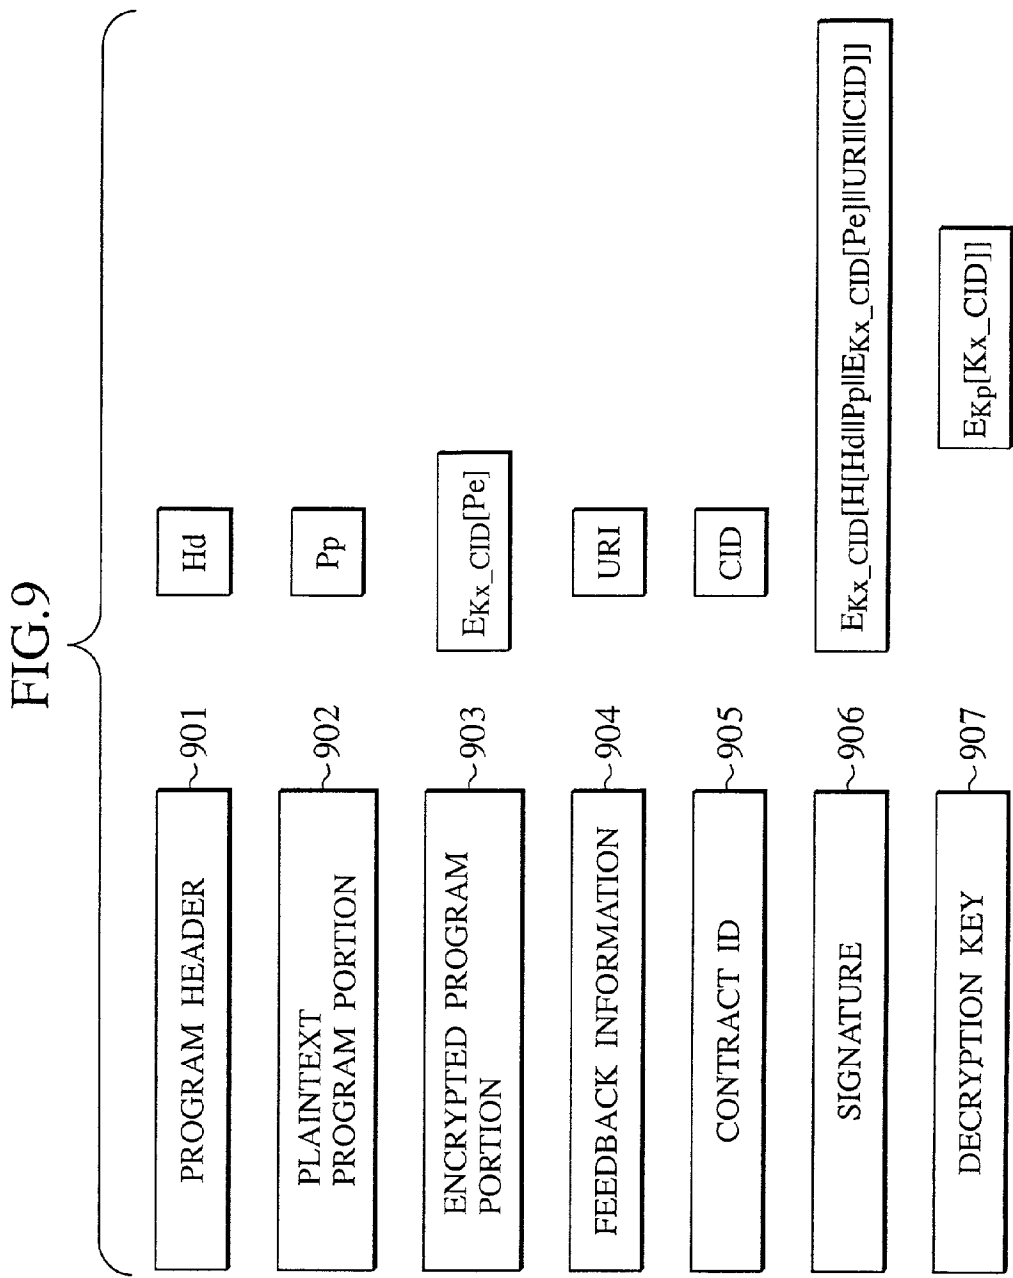 FIG.9
PROGRAM HEADER
901
Hd
PLAINTEXT
PROGRAM PORTION
902
Pp
ENCRYPTED PROGRAM
PORTION
903
EKx_CID[Pe]
FEEDBACK INFORMATION
904
URI
CONTRACT ID
905
CID
SIGNATURE
906
EKx_CID[H[Hd||Pp||EKx_CID[Pe]||URI||CID]]
DECRYPTION KEY
907
EKp[Kx_CID]]